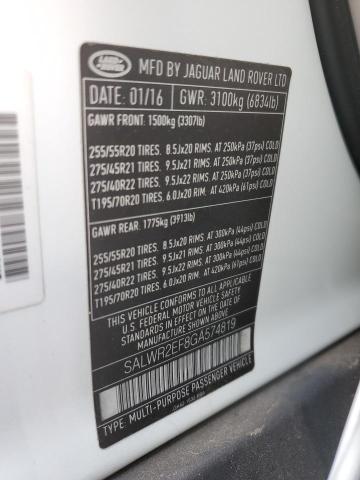 LAND ROVER
MFD BY JAGUAR LAND ROVER LTD
DATE: 01/16 GWR: 3100kg (6834lb)
GAWR FRONT: 1500kg (3307lb)
255/55R20 TIRES. 8.5Jx20 RIMS. AT 250kPa (37psi) COLD
275/45R21 TIRES. 9.5Jx21 RIMS. AT 250kPa (37psi) COLD
275/40R22 TIRES. 9.5Jx22 RIMS. AT 250kPa (37psi) COLD
T195/70R20 TIRES. 6.0Jx20 RIM. AT 420kPa (61psi) COLD
GAWR REAR: 1775kg (3913lb)
255/55R20 TIRES. 8.5Jx20 RIMS. AT 300kPa (44psi) COLD
275/45R21 TIRES. 9.5Jx21 RIMS. AT 300kPa (44psi) COLD
275/40R22 TIRES. 9.5Jx22 RIMS. AT 300kPa (44psi) COLD
T195/70R20 TIRES. 6.0Jx20 RIM. AT 420kPa (61psi) COLD
THIS VEHICLE CONFORMS TO ALL APPLICABLE
FEDERAL MOTOR VEHICLE SAFETY
STANDARDS IN EFFECT ON THE DATE OF
MANUFACTURE SHOWN ABOVE.
SALWR2EF8GA574819
TYPE: MULTI-PURPOSE PASSENGER VEHICLE